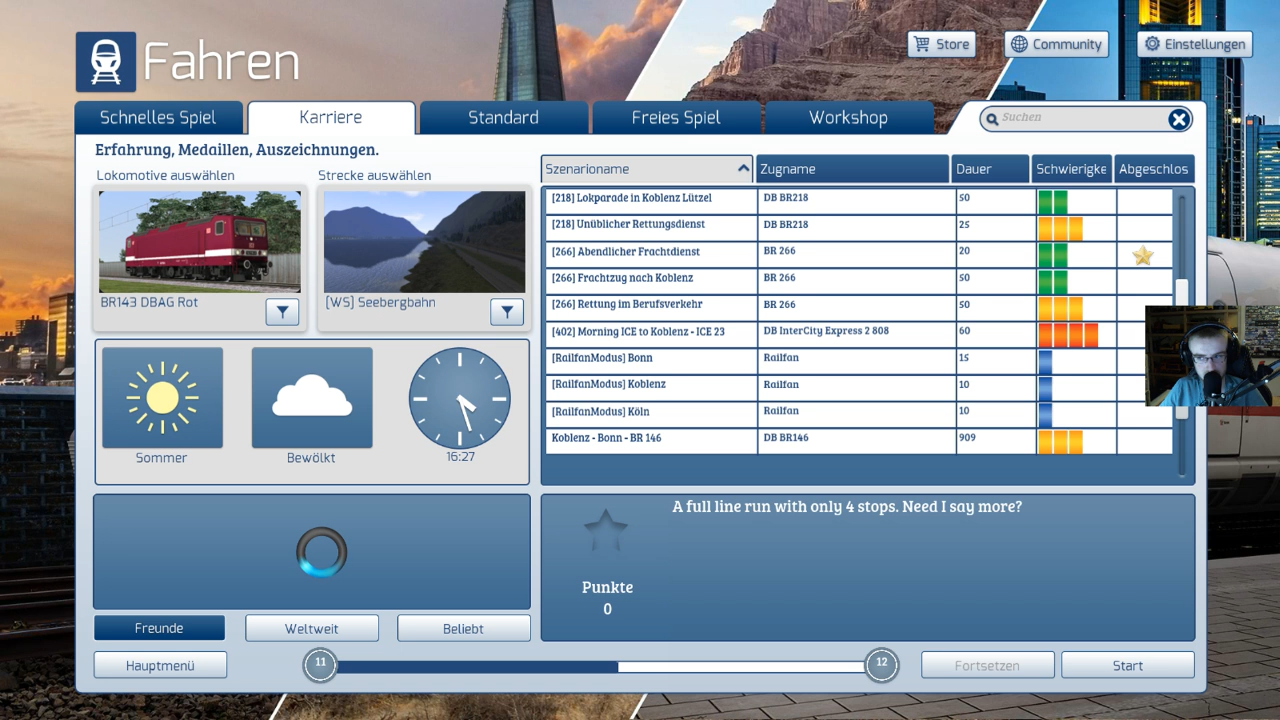 Fahren
Store
Community
Einstellungen
Schnelles Spiel
Karriere
Standard
Freies Spiel
Workshop
Suchen
Erfahrung, Medaillen, Auszeichnungen.
Lokomotive auswählen
Strecke auswählen
BR143 DBAG Rot
[WS] Seebergbahn
Sommer
Bewölkt
16:27
Szenarioname Zugname Dauer Schwierigke Abgeschlos
[218] Lokparade in Koblenz Lützel DB BR218 50
[218] Unüblicher Rettungsdienst DB BR218 25
[266] Abendlicher Frachtdienst BR 266 20
[266] Frachtzug nach Koblenz BR 266 50
[266] Rettung im Berufsverkehr BR 266 50
[402] Morning ICE to Koblenz - ICE 23 DB InterCity Express 2 808 60
[RailfanModus] Bonn Railfan 15
[RailfanModus] Koblenz Railfan 10
[RailfanModus] Köln Railfan 10
Koblenz - Bonn - BR 146 DB BR146 909
A full line run with only 4 stops. Need I say more?
Punkte
0
Freunde
Weltweit
Beliebt
Hauptmenü
11
12
Fortsetzen
Start